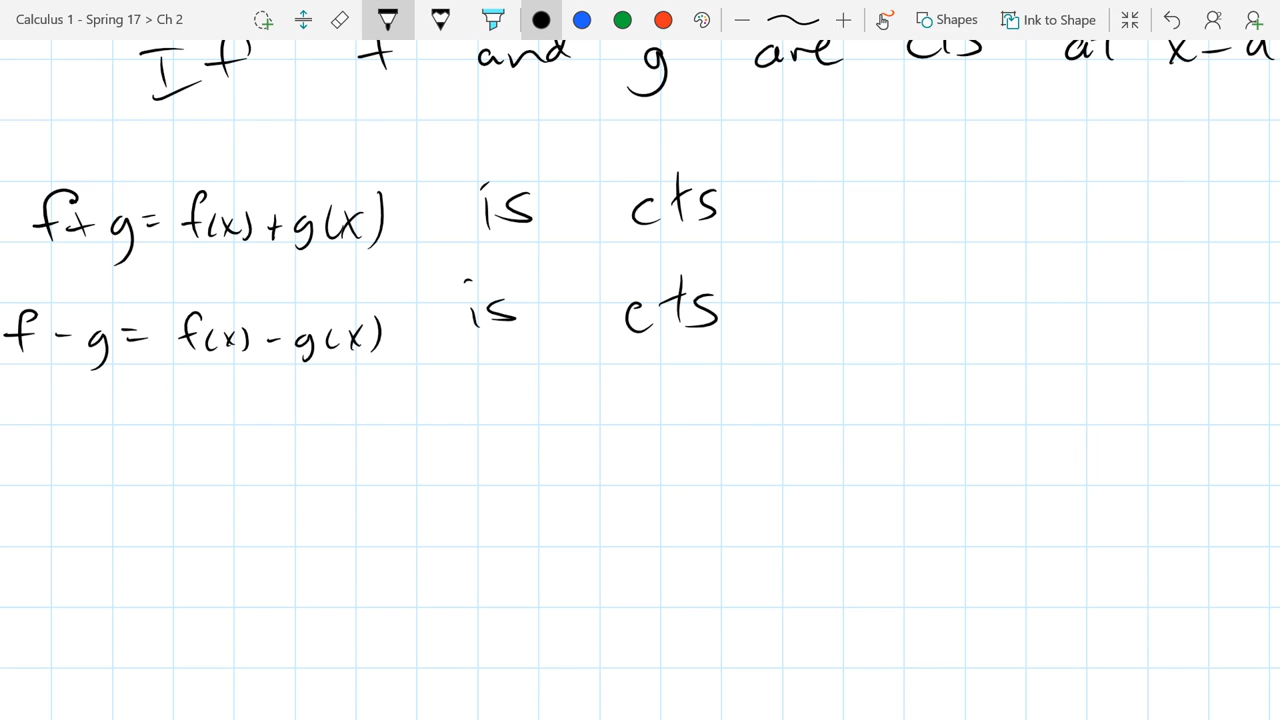 Calculus 1 - Spring 17 > Ch 2 Shapes Ink to Shape
If f and g are cts at x=a
f+g= f(x)+g(x) is cts
f-g= f(x)-g(x) is cts